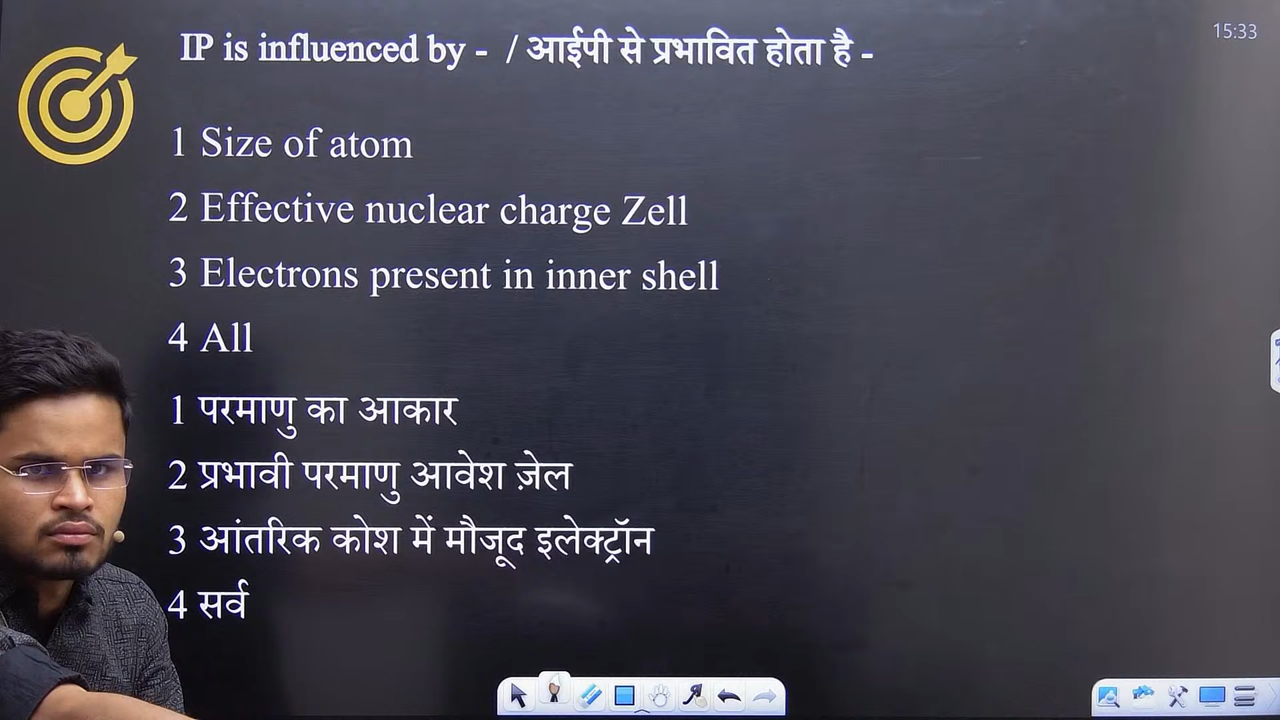 IP is influenced by - / आईपी से प्रभावित होता है -
15:33
1 Size of atom
2 Effective nuclear charge Zell
3 Electrons present in inner shell
4 All
1 परमाणु का आकार
2 प्रभावी परमाणु आवेश ज़ेल
3 आंतरिक कोश में मौजूद इलेक्ट्रॉन
4 सर्व